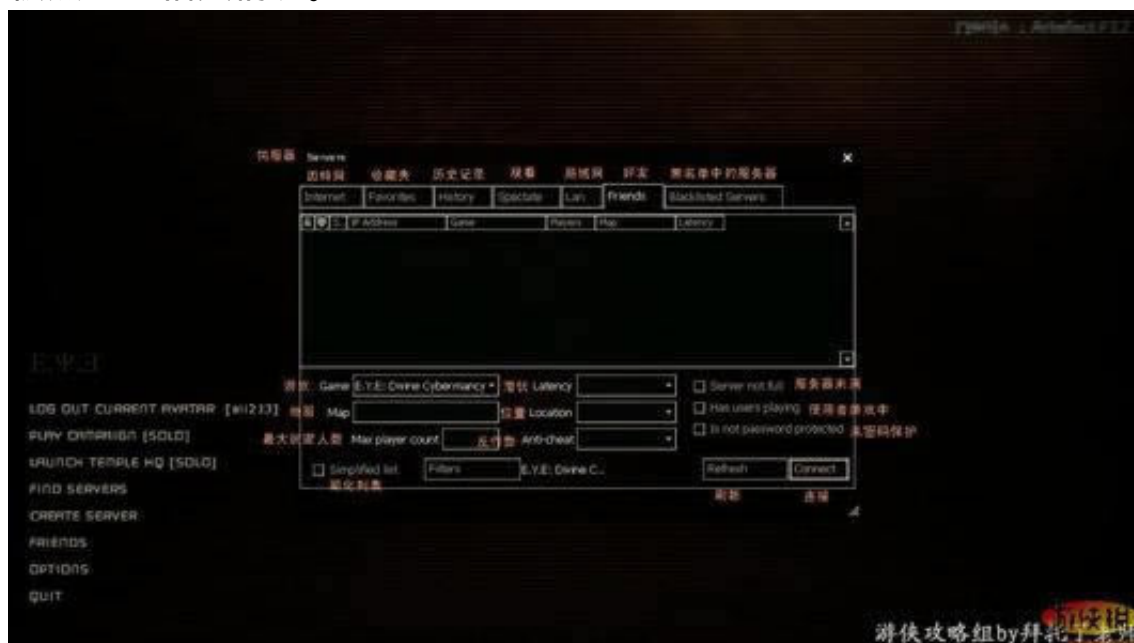 伺服器 Servers
因特网 收藏夹 历史记录 观看 局域网 好友 黑名单中的服务器
Internet Favorites History Spectate Lan Friends Blacklisted Servers
IP Address Game Players Map Latency
E.Y.E
游戏 Game E.Y.E: Divine Cybermancy 潜伏 Latency Server not full 服务器未满
地图 Map 位置 Location Has users playing 使用者游戏中
最大玩家人数 Max player count 反作弊 Anti-cheat Is not password protected 未密码保护
Simplified list Filters E.Y.E: Divine C... Refresh Connect
简化列表 刷新 连接
LOG OUT CURRENT AVATAR [ali213]
PLAY CAMPAIGN [SOLO]
LAUNCH TEMPLE HQ [SOLO]
FIND SERVERS
CREATE SERVER
FRIENDS
OPTIONS
QUIT
游侠攻略组by拜托了老